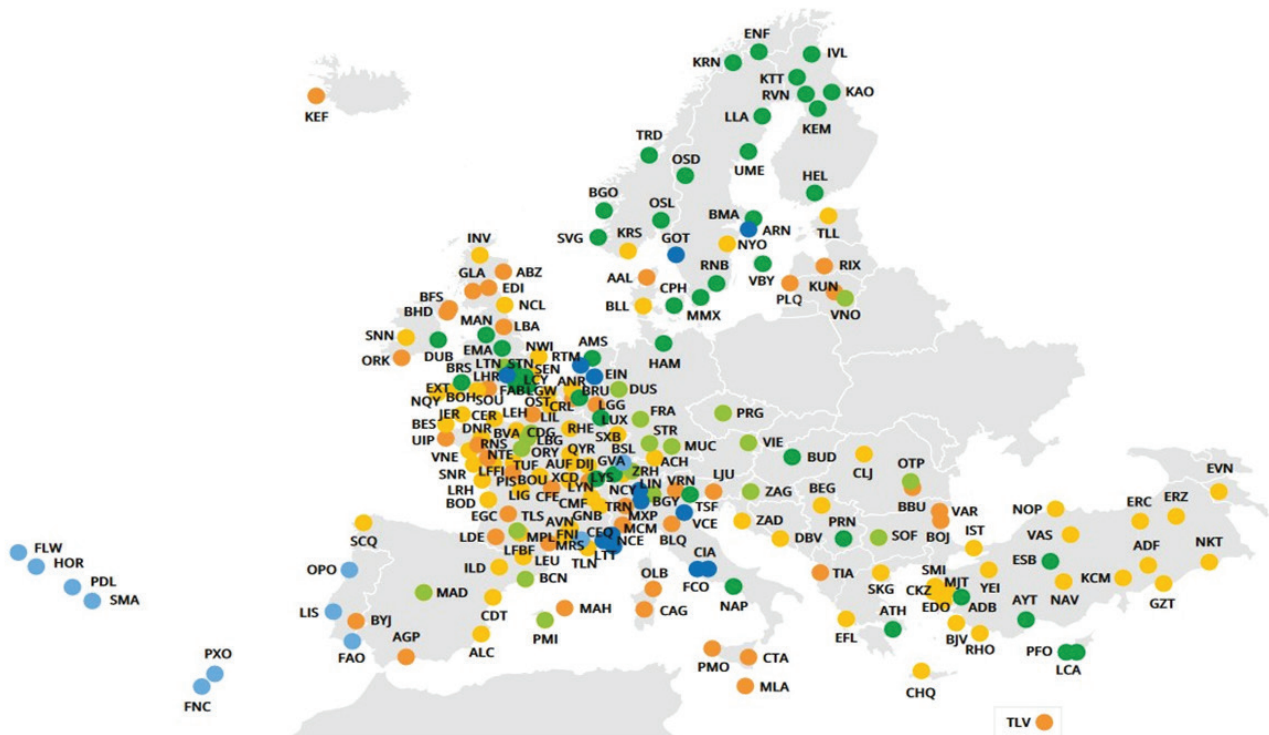 ENF
KRN
IVL
KTT
RVN
KAO
KEF
LLA
KEM
TRD
OSD
UME
HEL
BGO
OSL
BMA
ARN
TLL
SVG
KRS
GOT
NYO
INV
GLA
ABZ
AAL
RNB
VBY
RIX
EDI
CPH
PLQ
KUN
BFS
NCL
BLL
MMX
VNO
BHD
MAN
LBA
SNN
DUB
EMA
NWI
RTM
AMS
HAM
ORK
BRS
LTN
STN
SEN
EIN
LHR
LCY
ANR
BRU
DUS
EXT
BOH
FAB
LGW
NQY
SOU
OST
CRL
LGG
JER
CER
LEH
LIL
LUX
FRA
PRG
BES
DNR
BVA
CDG
RHE
SXB
STR
UIP
RNS
LBG
BSL
MUC
VIE
NTE
ORY
QYR
VNE
GVA
ACH
BUD
SNR
LFFI
TUF
AUF
DIJ
ZRH
LJU
CLJ
OTP
EVN
PIS
BOU
XCD
LYS
LIN
VRN
LRH
LIG
CFE
LYN
NCY
BGY
ZAG
BEG
BBU
BOD
CMF
TSF
NOP
ERC
ERZ
EGC
TLS
AVN
GNB
TRN
MXP
VCE
ZAD
DBV
PRN
VAR
SCQ
LDE
MPL
FNI
CEQ
MCM
BLQ
SOF
BOJ
IST
VAS
NKT
LFBF
MRS
NCE
FLW
HOR
ILD
LEU
TLN
LTT
CIA
ESB
ADF
OPO
BCN
OLB
TIA
SKG
SMI
MJT
YEI
KCM
PDL
MAD
FCO
CKZ
NAV
GZT
SMA
CDT
MAH
CAG
NAP
EDO
ADB
AYT
LIS
BYJ
PMI
ATH
AGP
ALC
EFL
BJV
RHO
PFO
FAO
PXO
PMO
CTA
LCA
FNC
MLA
CHQ
TLV